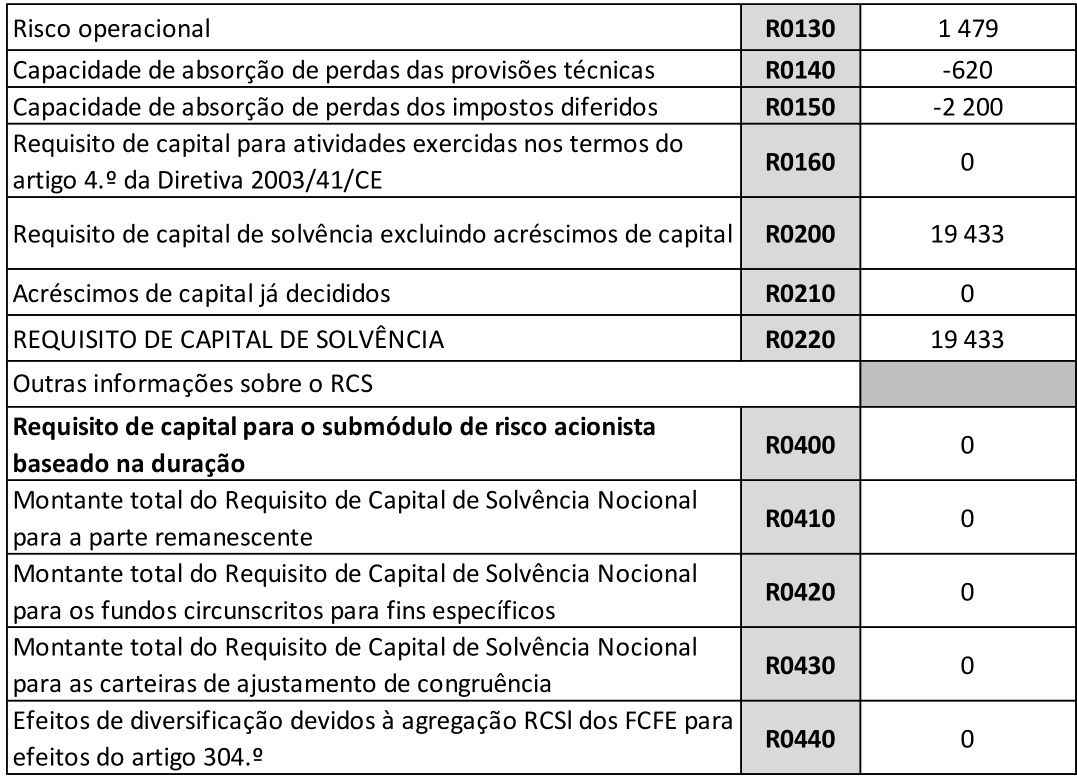 Risco operacional R0130 1 479
Capacidade de absorção de perdas das provisões técnicas R0140 -620
Capacidade de absorção de perdas dos impostos diferidos R0150 -2 200
Requisito de capital para atividades exercidas nos termos do
artigo 4.º da Diretiva 2003/41/CE R0160 0
Requisito de capital de solvência excluindo acréscimos de capital R0200 19 433
Acréscimos de capital já decididos R0210 0
REQUISITO DE CAPITAL DE SOLVÊNCIA R0220 19 433
Outras informações sobre o RCS
Requisito de capital para o submódulo de risco acionista
baseado na duração R0400 0
Montante total do Requisito de Capital de Solvência Nocional
para a parte remanescente R0410 0
Montante total do Requisito de Capital de Solvência Nocional
para os fundos circunscritos para fins específicos R0420 0
Montante total do Requisito de Capital de Solvência Nocional
para as carteiras de ajustamento de congruência R0430 0
Efeitos de diversificação devidos à agregação RCSl dos FCFE para
efeitos do artigo 304.º R0440 0